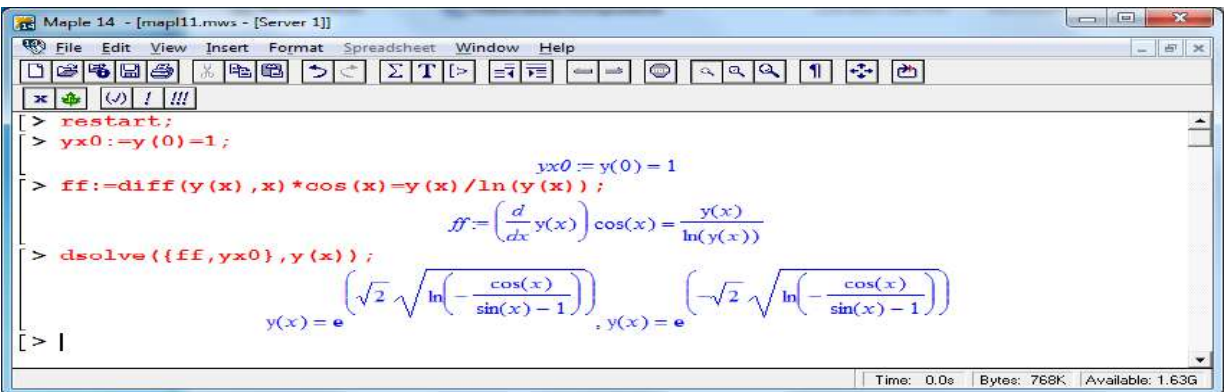 Maple 14 - [mapl11.mws - [Server 1]]
File Edit View Insert Format Spreadsheet Window Help
Σ T [> ¶
x (√) ! !!!
[ > restart;
[ > yx0:=y(0)=1;
yx0 := y(0) = 1
[ > ff:=diff(y(x),x)*cos(x)=y(x)/ln(y(x));
ff := (d/dx y(x)) cos(x) = y(x)/ln(y(x))
[ > dsolve({ff,yx0},y(x));
y(x) = e^(√2 √(ln(-cos(x)/(sin(x) - 1)))), y(x) = e^(-√2 √(ln(-cos(x)/(sin(x) - 1))))
[ > |
Time: 0.0s Bytes: 768K Available: 1.63G